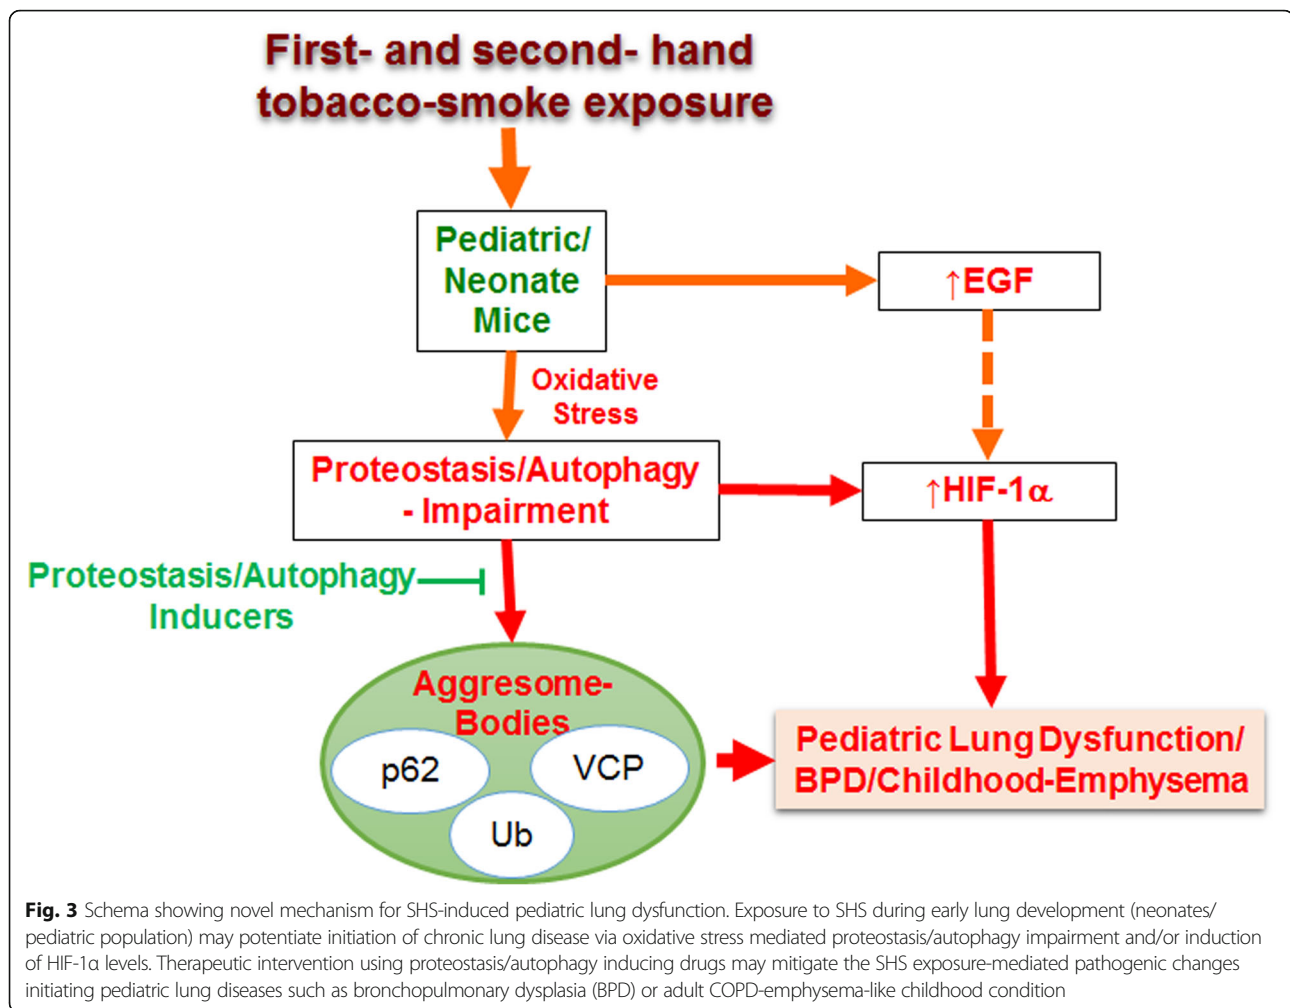 First- and second- hand
tobacco-smoke exposure
Pediatric/
Neonate
Mice
↑EGF
Oxidative
Stress
Proteostasis/Autophagy
- Impairment
↑HIF-1α
Proteostasis/Autophagy
Inducers
Aggresome-
Bodies
p62
VCP
Ub
Pediatric Lung Dysfunction/
BPD/Childhood-Emphysema
Fig. 3 Schema showing novel mechanism for SHS-induced pediatric lung dysfunction. Exposure to SHS during early lung development (neonates/
pediatric population) may potentiate initiation of chronic lung disease via oxidative stress mediated proteostasis/autophagy impairment and/or induction
of HIF-1α levels. Therapeutic intervention using proteostasis/autophagy inducing drugs may mitigate the SHS exposure-mediated pathogenic changes
initiating pediatric lung diseases such as bronchopulmonary dysplasia (BPD) or adult COPD-emphysema-like childhood condition